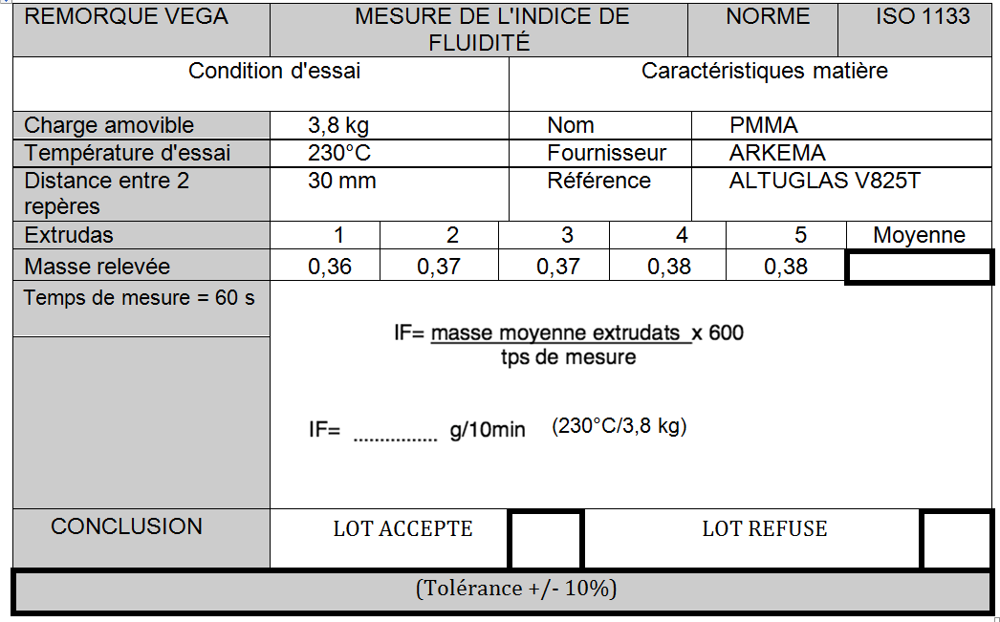 REMORQUE VEGA
MESURE DE L'INDICE DE
FLUIDITÉ
NORME
ISO 1133
Condition d'essai
Caractéristiques matière
Charge amovible
3,8 kg
Nom
PMMA
Température d'essai
230°C
Fournisseur
ARKEMA
Distance entre 2
repères
30 mm
Référence
ALTUGLAS V825T
Extrudas
1
2
3
4
5
Moyenne
Masse relevée
0,36
0,37
0,37
0,38
0,38
Temps de mesure = 60 s
IF= masse moyenne extrudats x 600
tps de mesure
IF= ................ g/10min (230°C/3,8 kg)
CONCLUSION
LOT ACCEPTE
LOT REFUSE
(Tolérance +/- 10%)